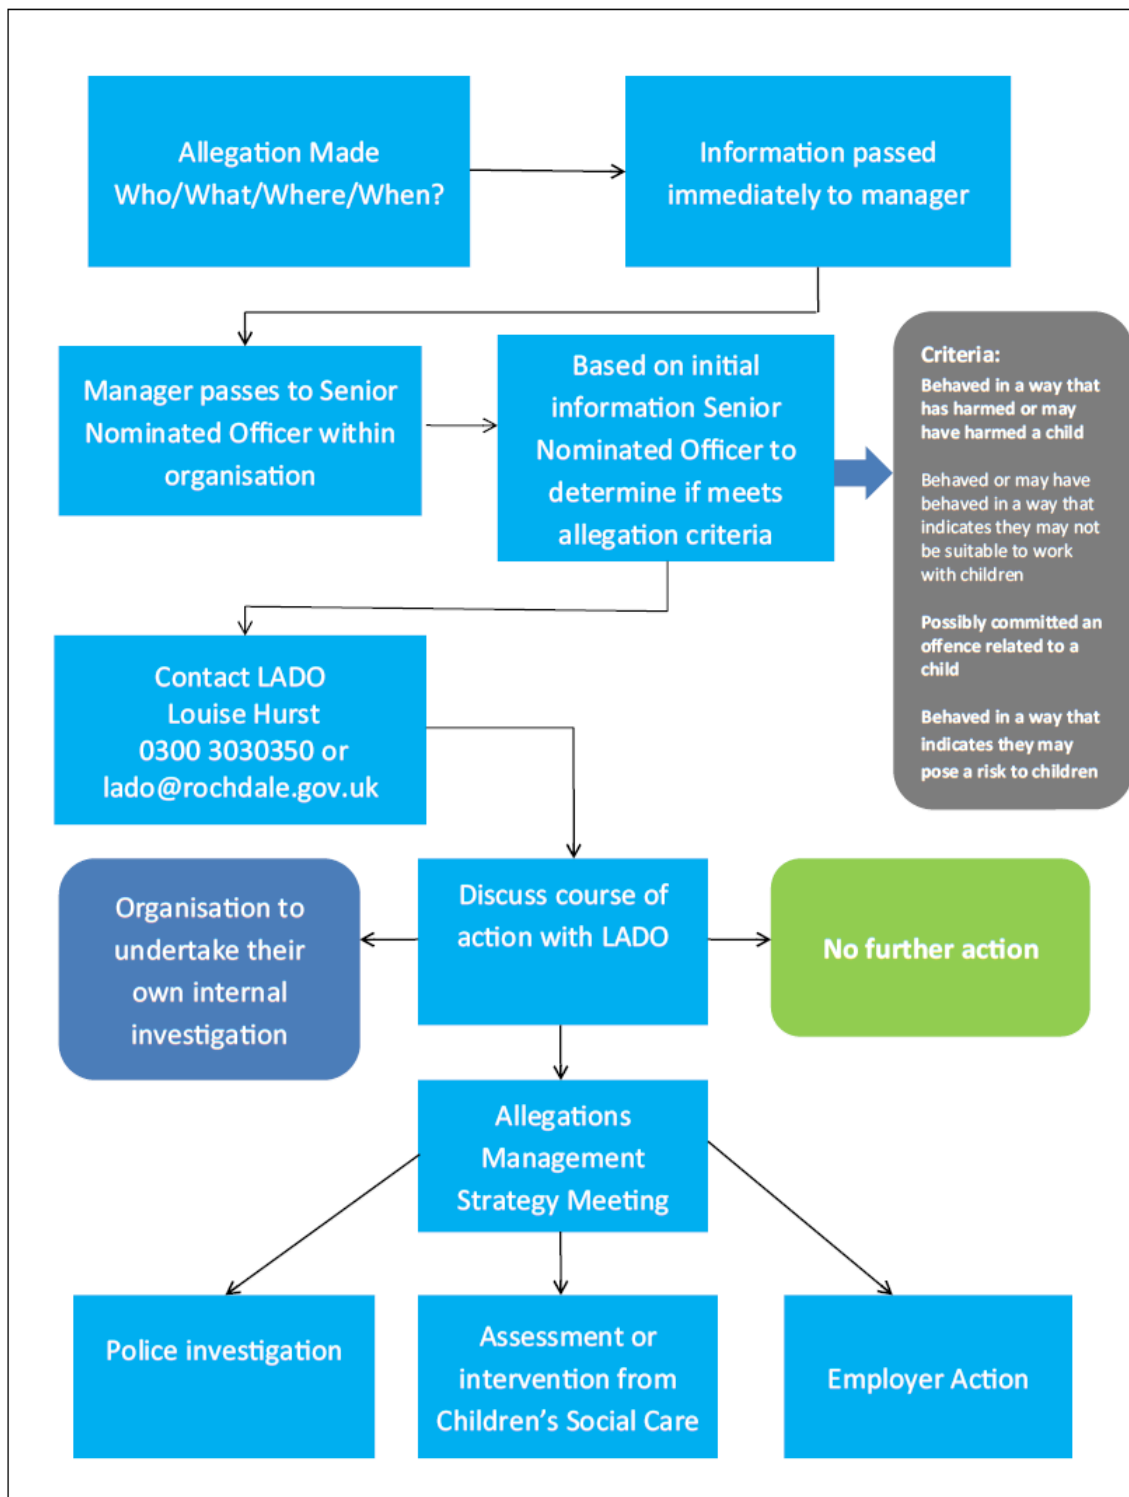 Allegation Made
Who/What/Where/When?
Information passed
immediately to manager
Manager passes to Senior
Nominated Officer within
organisation
Based on initial
information Senior
Nominated Officer to
determine if meets
allegation criteria
Criteria:
Behaved in a way that
has harmed or may
have harmed a child
Behaved or may have
behaved in a way that
indicates they may not
be suitable to work
with children
Possibly committed an
offence related to a
child
Behaved in a way that
indicates they may
pose a risk to children
Contact LADO
Louise Hurst
0300 3030350 or
lado@rochdale.gov.uk
Organisation to
undertake their
own internal
investigation
Discuss course of
action with LADO
No further action
Allegations
Management
Strategy Meeting
Police investigation
Assessment or
intervention from
Children's Social Care
Employer Action